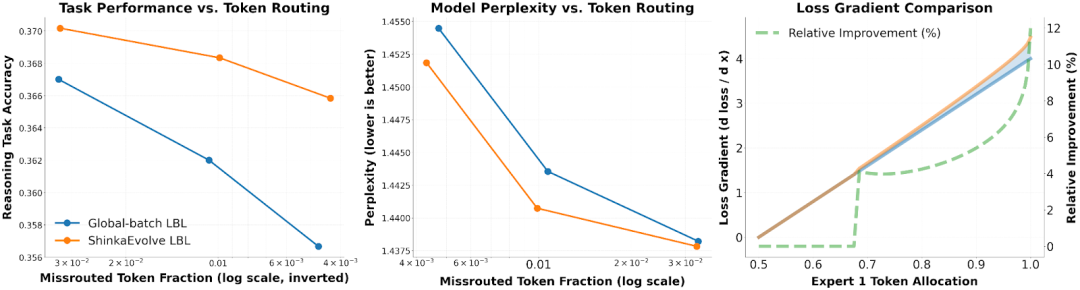 Task Performance vs. Token Routing
Reasoning Task Accuracy
0.370
0.368
0.366
0.364
0.362
0.360
0.358
0.356
Global-batch LBL
ShinkaEvolve LBL
3 × 10⁻² 2 × 10⁻² 0.01 6 × 10⁻³ 4 × 10⁻³
Missrouted Token Fraction (log scale, inverted)
Model Perplexity vs. Token Routing
Perplexity (lower is better)
1.4550
1.4525
1.4500
1.4475
1.4450
1.4425
1.4400
1.4375
4 × 10⁻³ 6 × 10⁻³ 0.01 2 × 10⁻² 3 × 10⁻²
Missrouted Token Fraction (log scale)
Loss Gradient Comparison
Loss Gradient (d loss / d x)
4
3
2
1
0
Relative Improvement (%)
12
10
8
6
4
2
0
Relative Improvement (%)
0.5 0.6 0.7 0.8 0.9 1.0
Expert 1 Token Allocation